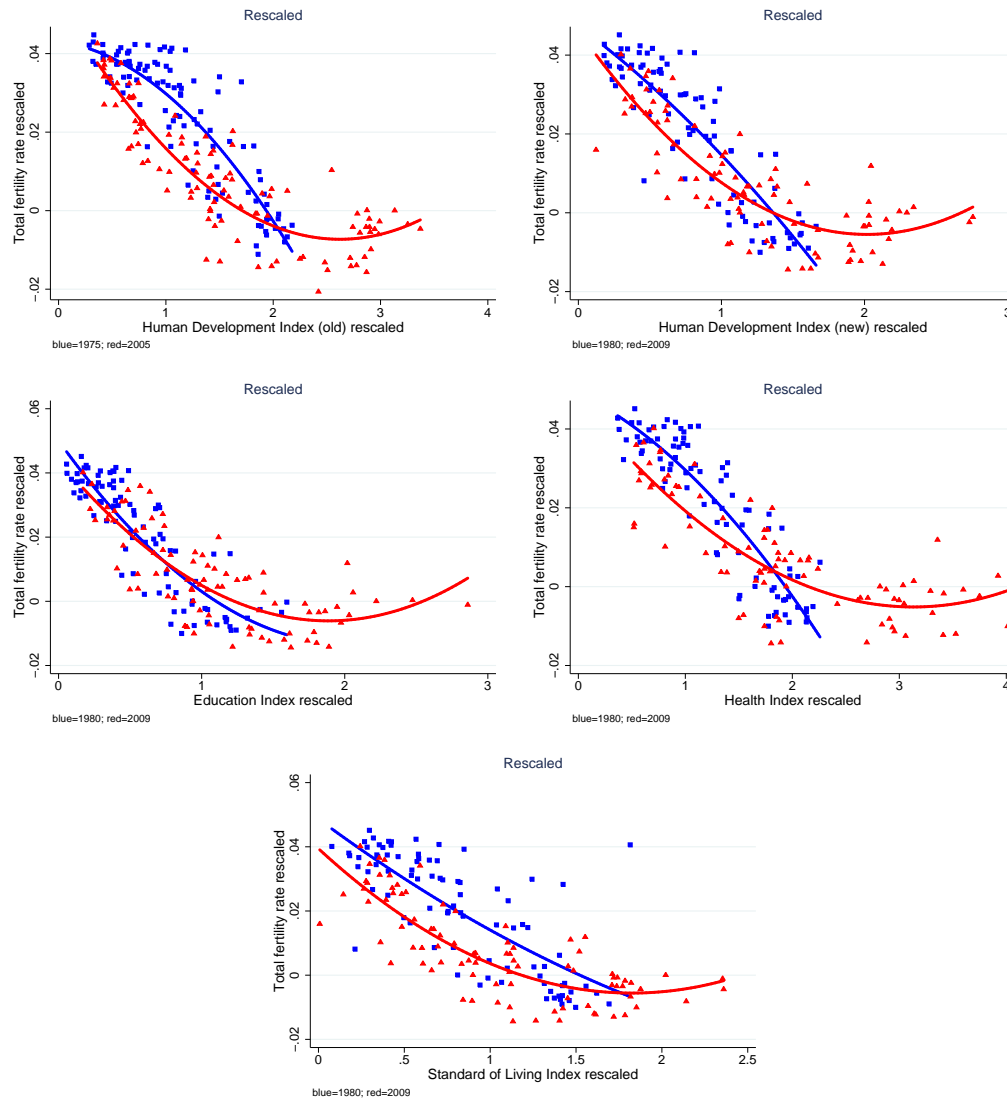 Rescaled
Total fertility rate rescaled
.04
.02
0
-.02
0 1 2 3 4
Human Development Index (old) rescaled
blue=1975; red=2005
Rescaled
Total fertility rate rescaled
.04
.02
0
-.02
0 1 2 3
Human Development Index (new) rescaled
blue=1980; red=2009
Rescaled
Total fertility rate rescaled
.06
.04
.02
0
-.02
0 1 2 3
Education Index rescaled
blue=1980; red=2009
Rescaled
Total fertility rate rescaled
.04
.02
0
-.02
0 1 2 3 4
Health Index rescaled
blue=1980; red=2009
Rescaled
Total fertility rate rescaled
.06
.04
.02
0
-.02
0 .5 1 1.5 2 2.5
Standard of Living Index rescaled
blue=1980; red=2009